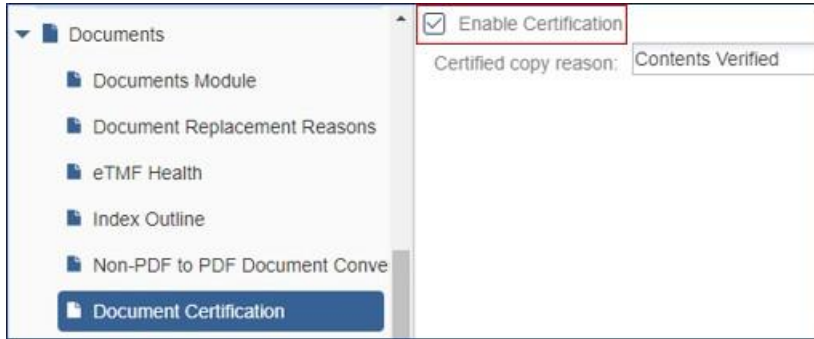 Documents
Documents Module
Document Replacement Reasons
eTMF Health
Index Outline
Non-PDF to PDF Document Conve
Document Certification
Enable Certification
Certified copy reason: Contents Verified